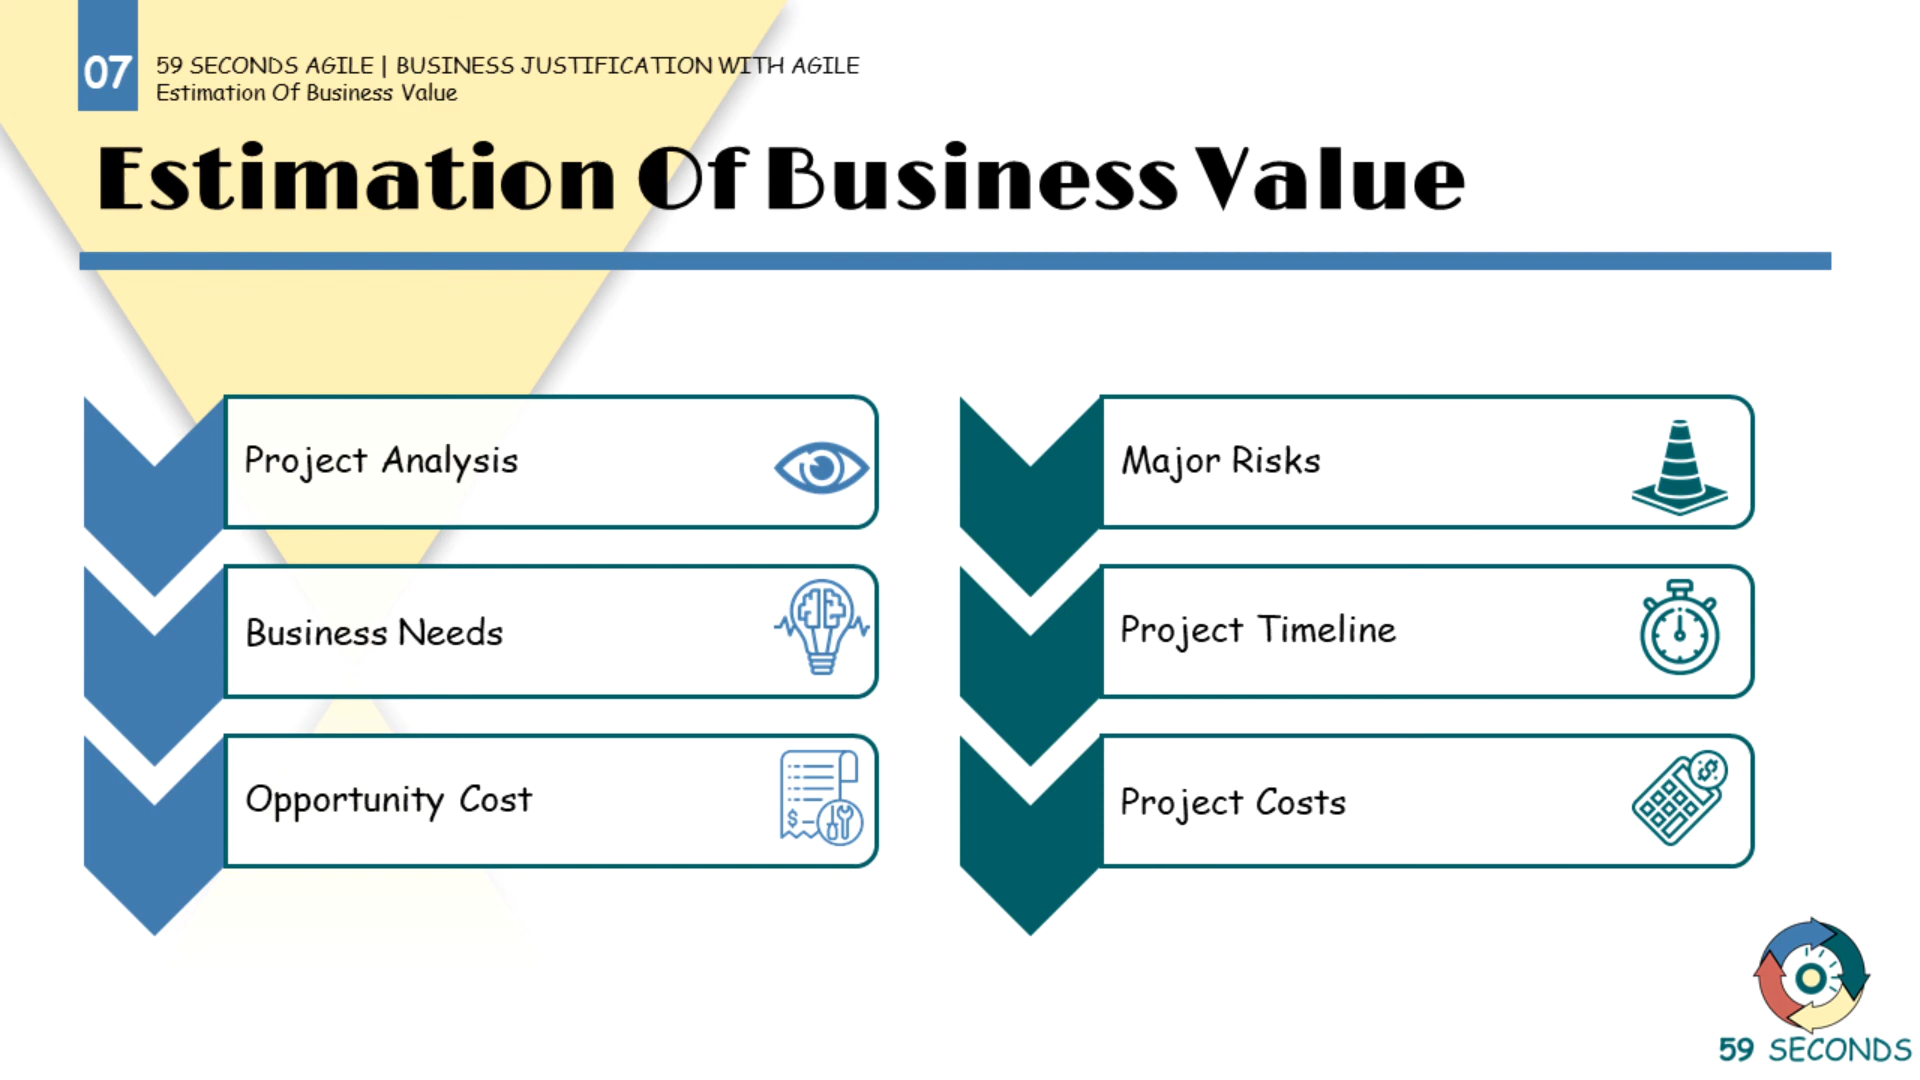 07
59 SECONDS AGILE | BUSINESS JUSTIFICATION WITH AGILE
Estimation Of Business Value
Estimation Of Business Value
Project Analysis
Business Needs
Opportunity Cost
Major Risks
Project Timeline
Project Costs
59 SECONDS